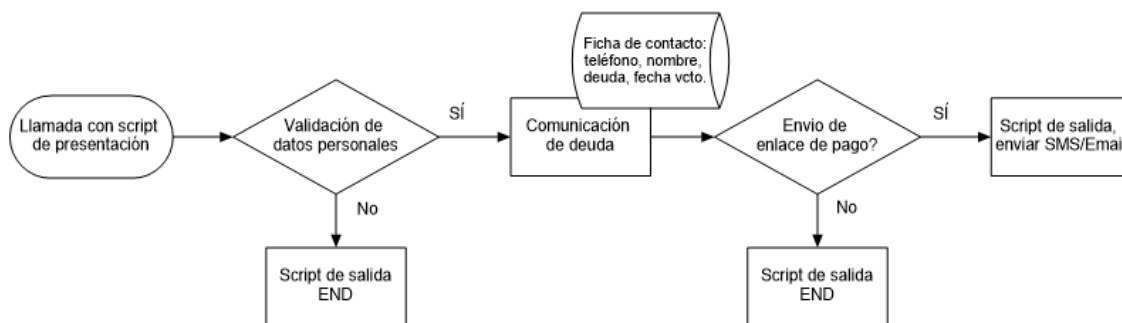 Ficha de contacto:
teléfono, nombre,
deuda, fecha vcto.
Llamada con script
de presentación
Validación de
datos personales
SÍ
Comunicación
de deuda
Envio de
enlace de pago?
SÍ
Script de salida,
enviar SMS/Email
No
No
Script de salida
END
Script de salida
END